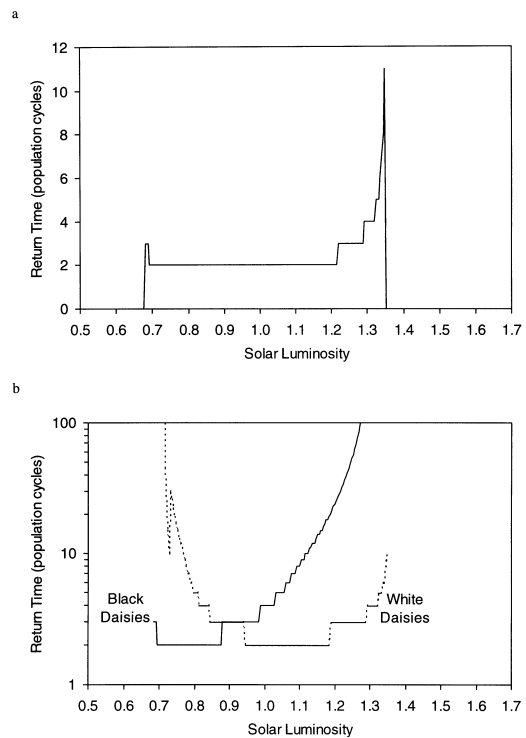 a
12
10
8
6
4
2
0
Return Time (population cycles)
0.5 0.6 0.7 0.8 0.9 1.0 1.1 1.2 1.3 1.4 1.5 1.6 1.7
Solar Luminosity
b
100
10
1
Return Time (population cycles)
Black
Daisies
White
Daisies
0.5 0.6 0.7 0.8 0.9 1.0 1.1 1.2 1.3 1.4 1.5 1.6 1.7
Solar Luminosity